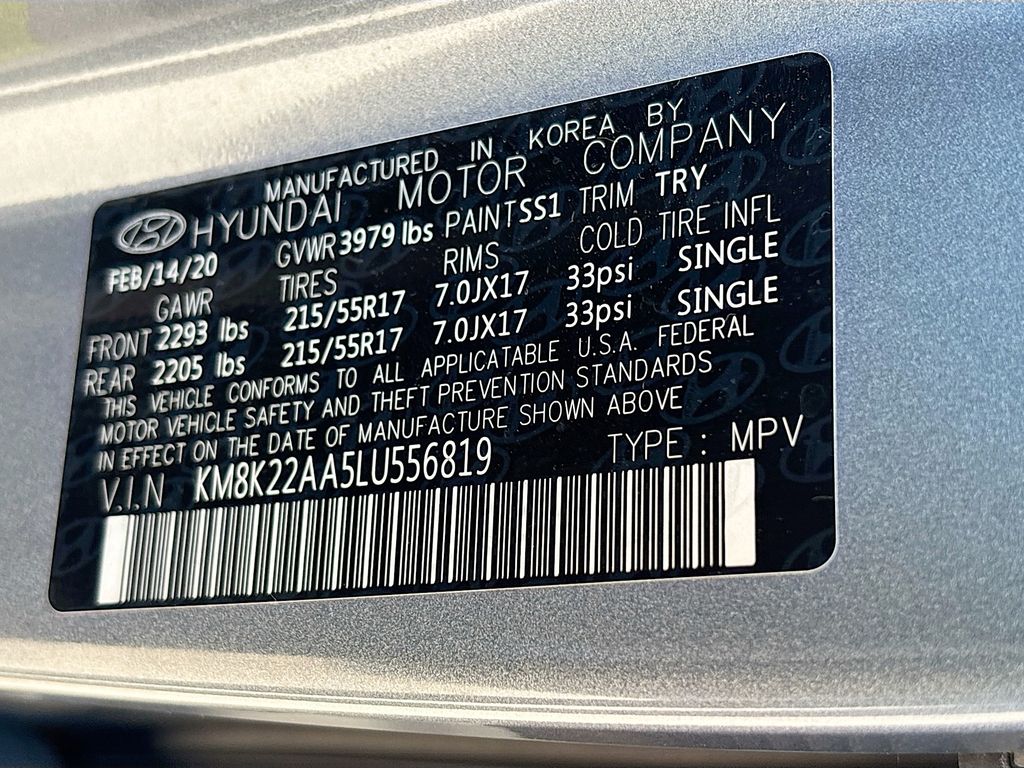 MANUFACTURED IN KOREA BY
HYUNDAI MOTOR COMPANY
FEB/14/20 GVWR 3979 lbs PAINT SS1 TRIM TRY
GAWR TIRES RIMS COLD TIRE INFL
FRONT 2293 lbs 215/55R17 7.0JX17 33psi SINGLE
REAR 2205 lbs 215/55R17 7.0JX17 33psi SINGLE
THIS VEHICLE CONFORMS TO ALL APPLICATABLE U.S.A. FEDERAL
MOTOR VEHICLE SAFETY AND THEFT PREVENTION STANDARDS
IN EFFECT ON THE DATE OF MANUFACTURE SHOWN ABOVE
V.I.N KM8K22AA5LU556819 TYPE : MPV